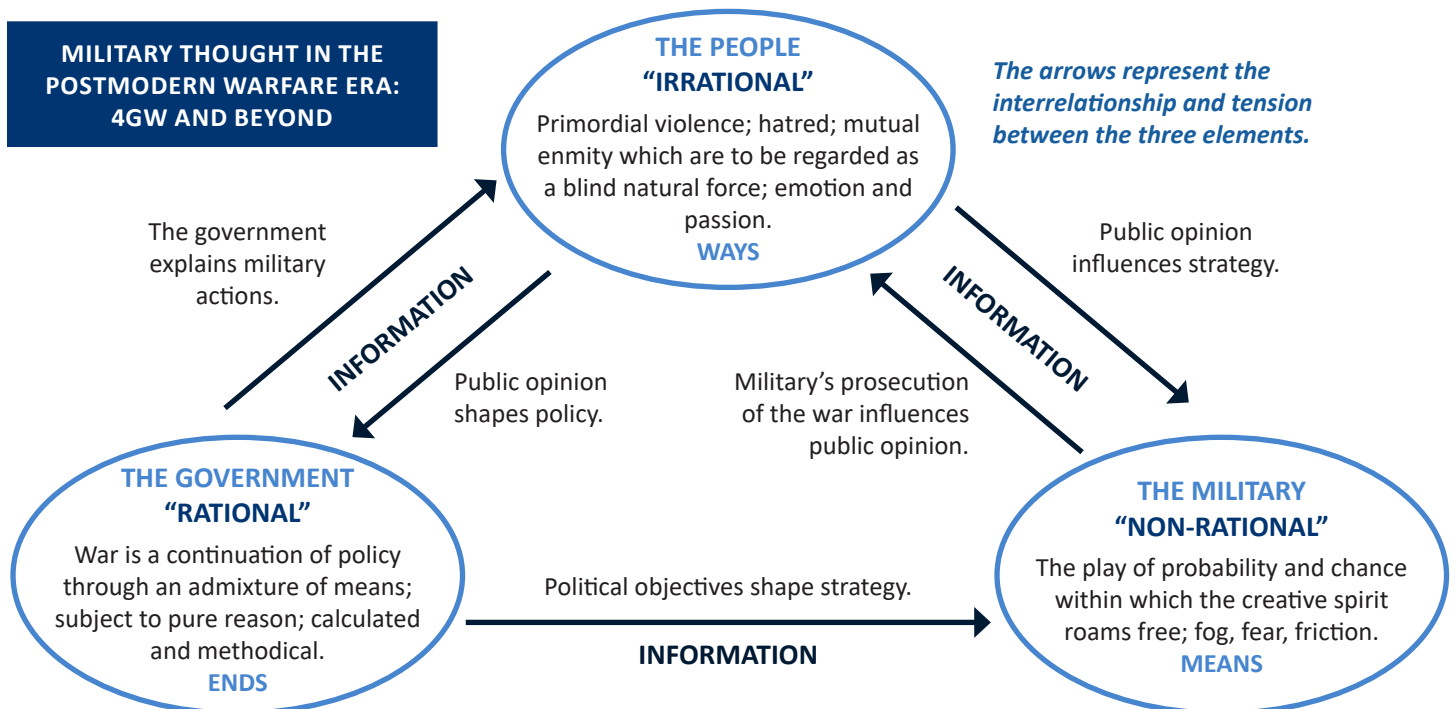 MILITARY THOUGHT IN THE
POSTMODERN WARFARE ERA:
4GW AND BEYOND
THE PEOPLE
“IRRATIONAL”
Primordial violence; hatred; mutual
enmity which are to be regarded as
a blind natural force; emotion and
passion.
WAYS
The arrows represent the
interrelationship and tension
between the three elements.
The government
explains military
actions.
INFORMATION
Public opinion
shapes policy.
Public opinion
influences strategy.
INFORMATION
Military’s prosecution
of the war influences
public opinion.
THE GOVERNMENT
“RATIONAL”
War is a continuation of policy
through an admixture of means;
subject to pure reason; calculated
and methodical.
ENDS
Political objectives shape strategy.
INFORMATION
THE MILITARY
“NON-RATIONAL”
The play of probability and chance
within which the creative spirit
roams free; fog, fear, friction.
MEANS